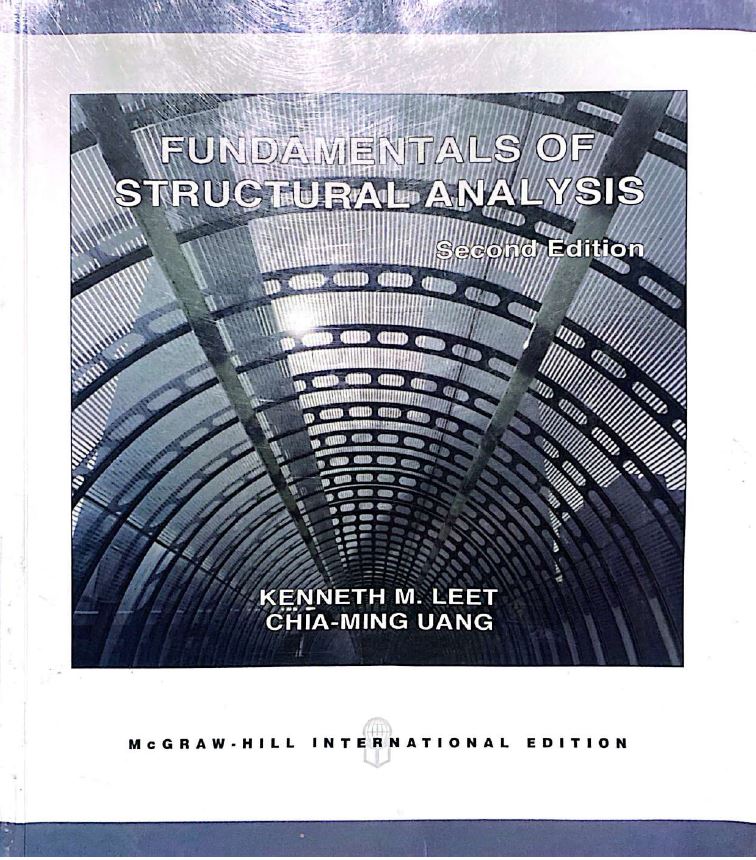 FUNDAMENTALS OF
STRUCTURAL ANALYSIS
Second Edition
KENNETH M. LEET
CHIA-MING UANG
McGRAW-HILL INTERNATIONAL EDITION